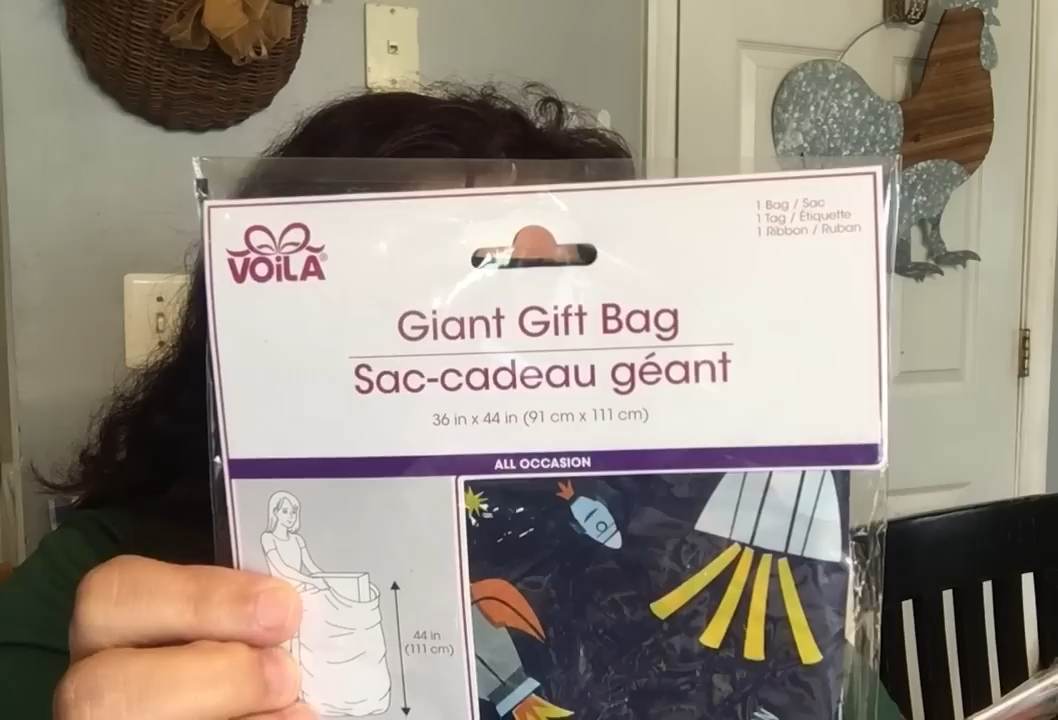 VOiLA®
1 Bag / Sac
1 Tag / Étiquette
1 Ribbon / Ruban
Giant Gift Bag
Sac-cadeau géant
36 in x 44 in (91 cm x 111 cm)
ALL OCCASION
44 in
(111 cm)